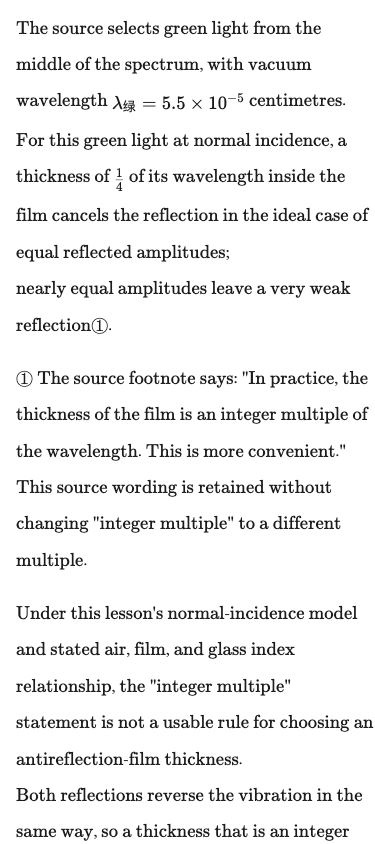 The source selects green light from the
middle of the spectrum, with vacuum
wavelength λ绿 = 5.5 × 10⁻⁵ centimetres.
For this green light at normal incidence, a
thickness of 1/4 of its wavelength inside the
film cancels the reflection in the ideal case of
equal reflected amplitudes;
nearly equal amplitudes leave a very weak
reflection①.
① The source footnote says: "In practice, the
thickness of the film is an integer multiple of
the wavelength. This is more convenient."
This source wording is retained without
changing "integer multiple" to a different
multiple.
Under this lesson's normal-incidence model
and stated air, film, and glass index
relationship, the "integer multiple"
statement is not a usable rule for choosing an
antireflection-film thickness.
Both reflections reverse the vibration in the
same way, so a thickness that is an integer